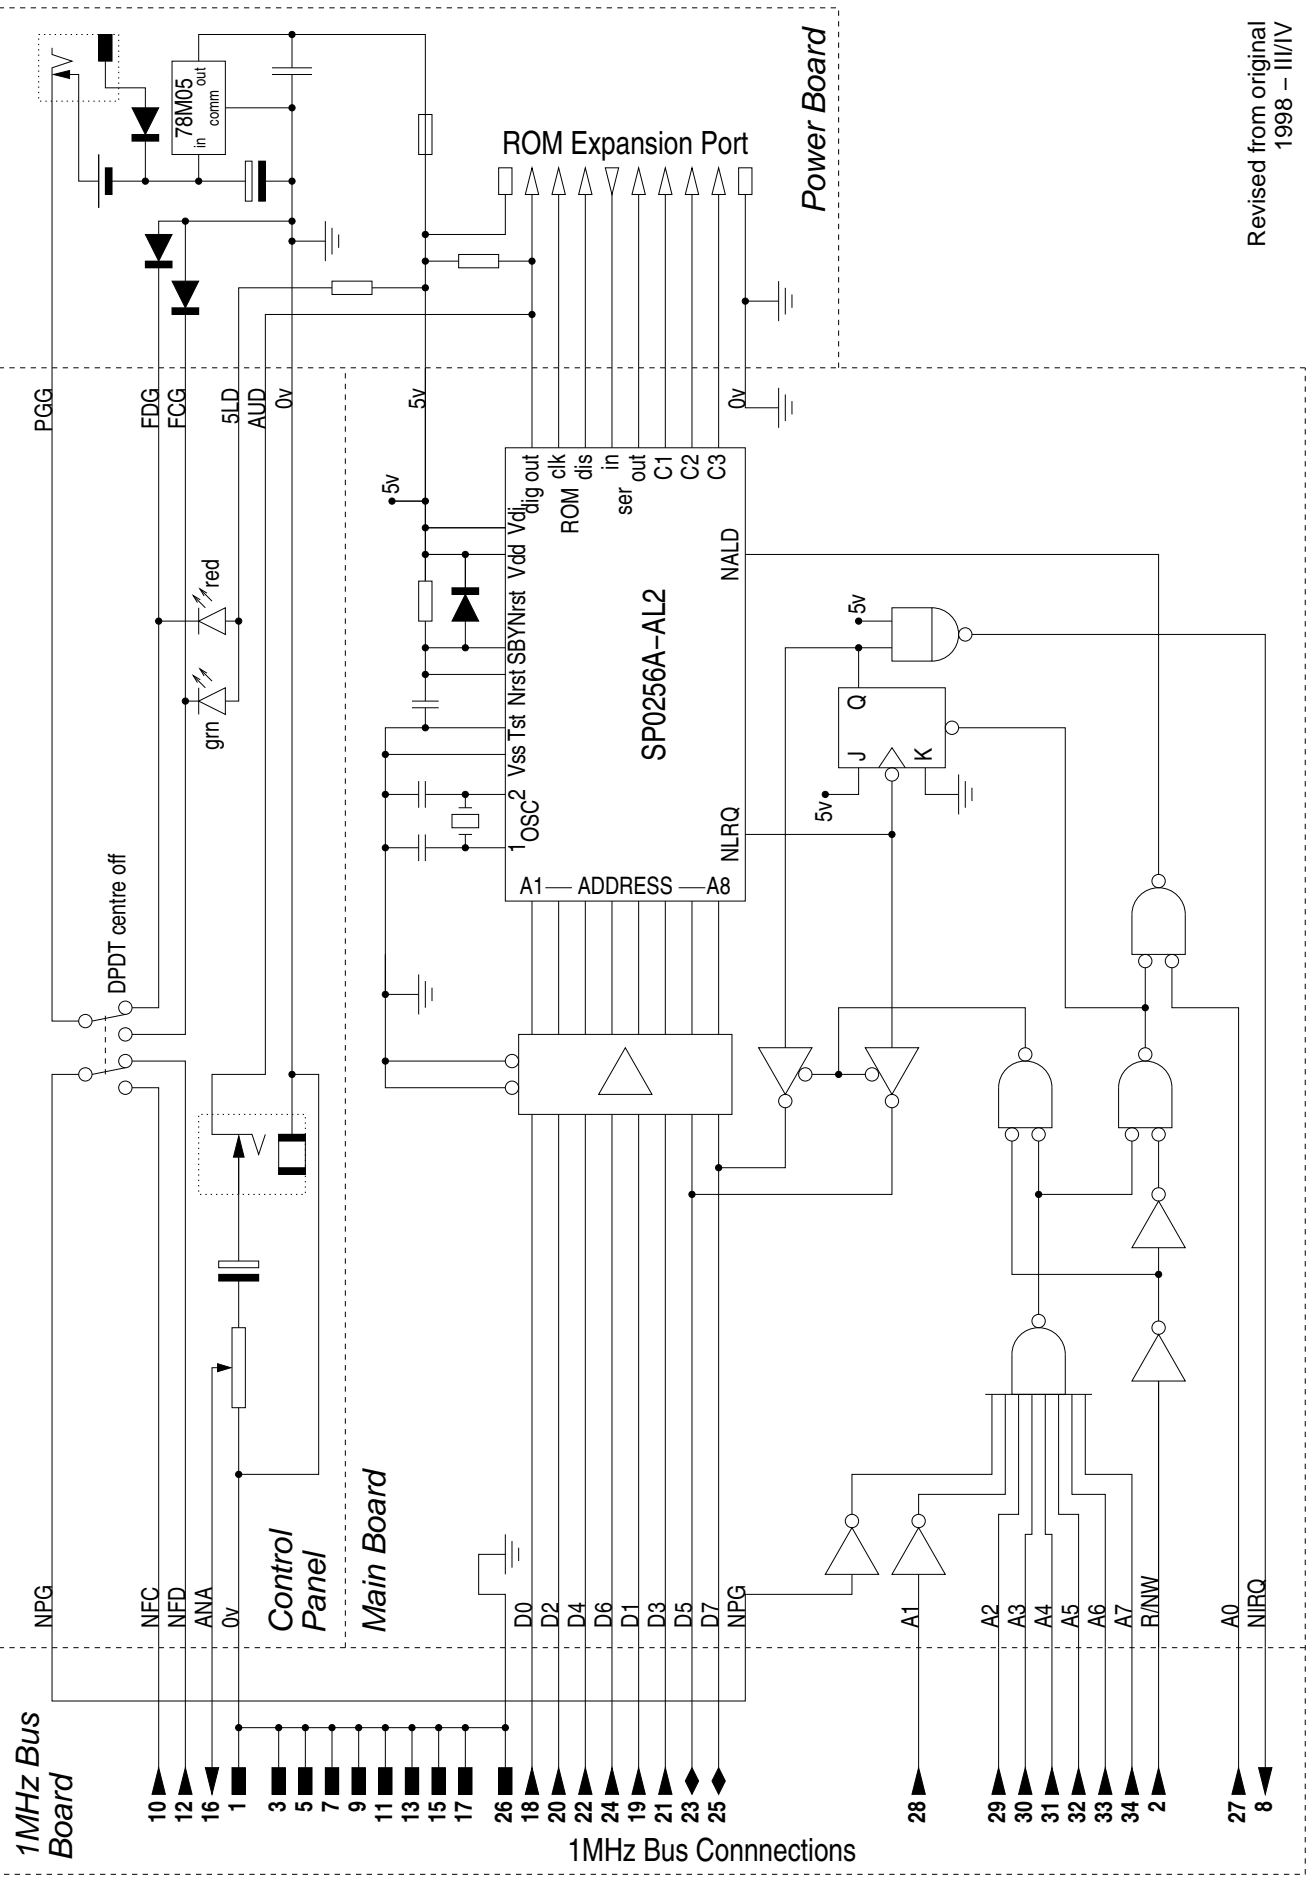 Revised from original
1998 – III/IV
Power Board
78M05
in
comm
out
ROM Expansion Port
PGG
FDG
FCG
5LD
AUD
0v
5v
0v
5v
red
grn
DPDT centre off
dig out
clk
ROM
dis
in
ser
out
C1
C2
C3
Vdi
Vdd
SBYNrst
Nrst
Tst
Vss
2
OSC
1
SP0256A–AL2
NALD
NLRQ
A1
ADDRESS
A8
5v
Q
J
K
5v
Control
Panel
Main Board
NPG
NFC
NFD
ANA
0v
D0
D2
D4
D6
D1
D3
D5
D7
NPG
A1
A2
A3
A4
A5
A6
A7
R/NW
A0
NIRQ
1MHz Bus
Board
10
12
16
1
3
5
7
9
11
13
15
17
26
18
20
22
24
19
21
23
25
28
29
30
31
32
33
34
2
27
8
1MHz Bus Connnections